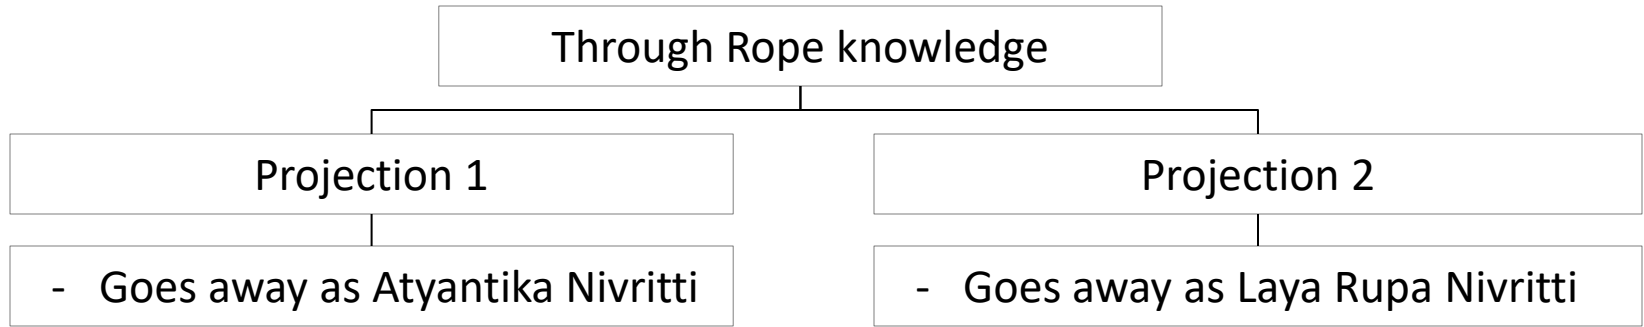 Through Rope knowledge
Projection 1
Projection 2
- Goes away as Atyantika Nivritti
- Goes away as Laya Rupa Nivritti